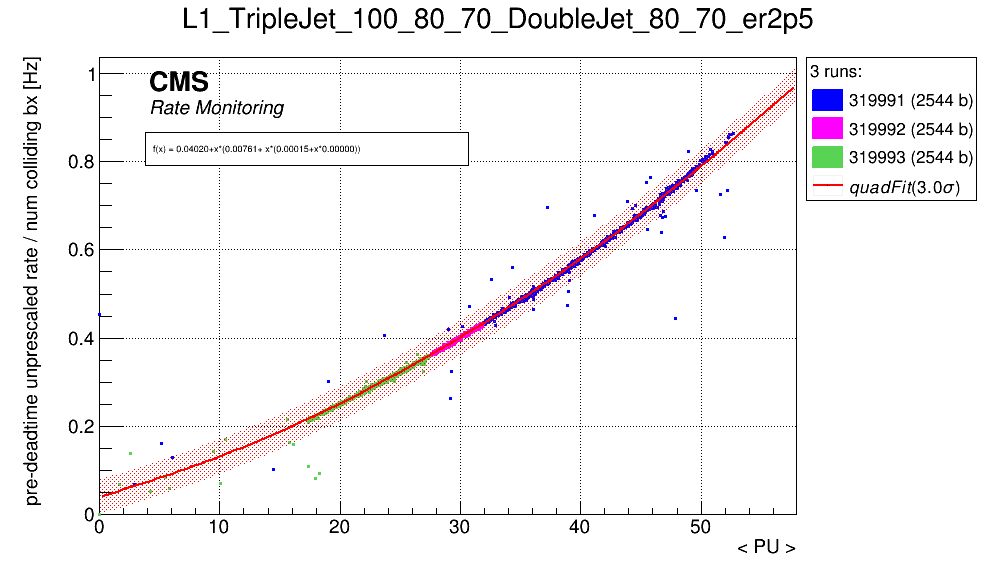 L1_TripleJet_100_80_70_DoubleJet_80_70_er2p5
pre-deadtime unprescaled rate / num colliding bx [Hz]
CMS
Rate Monitoring
f(x) = 0.04020+x*(0.00761+ x*(0.00015+x*0.00000))
3 runs:
319991 (2544 b)
319992 (2544 b)
319993 (2544 b)
quadFit(3.0σ)
1
0.8
0.6
0.4
0.2
0
0 10 20 30 40 50
< PU >